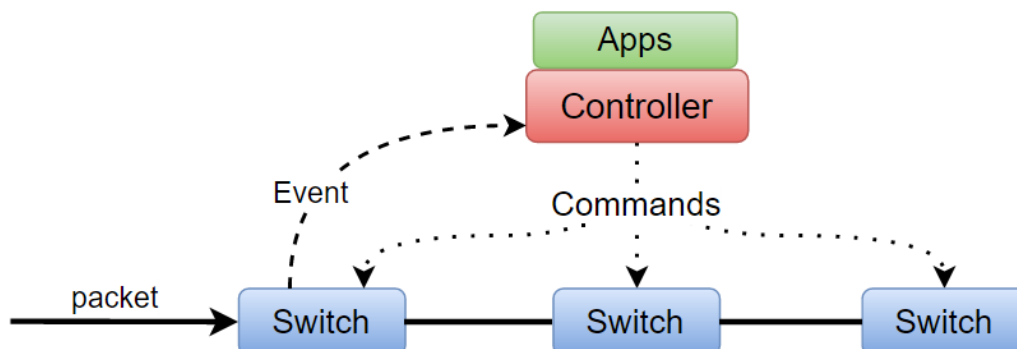 Apps
Controller
Event
Commands
packet
Switch
Switch
Switch